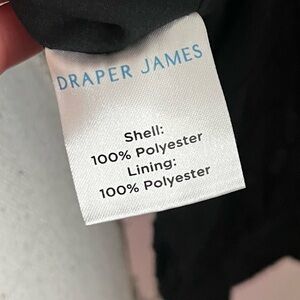 DRAPER JAMES
Shell:
100% Polyester
Lining:
100% Polyester